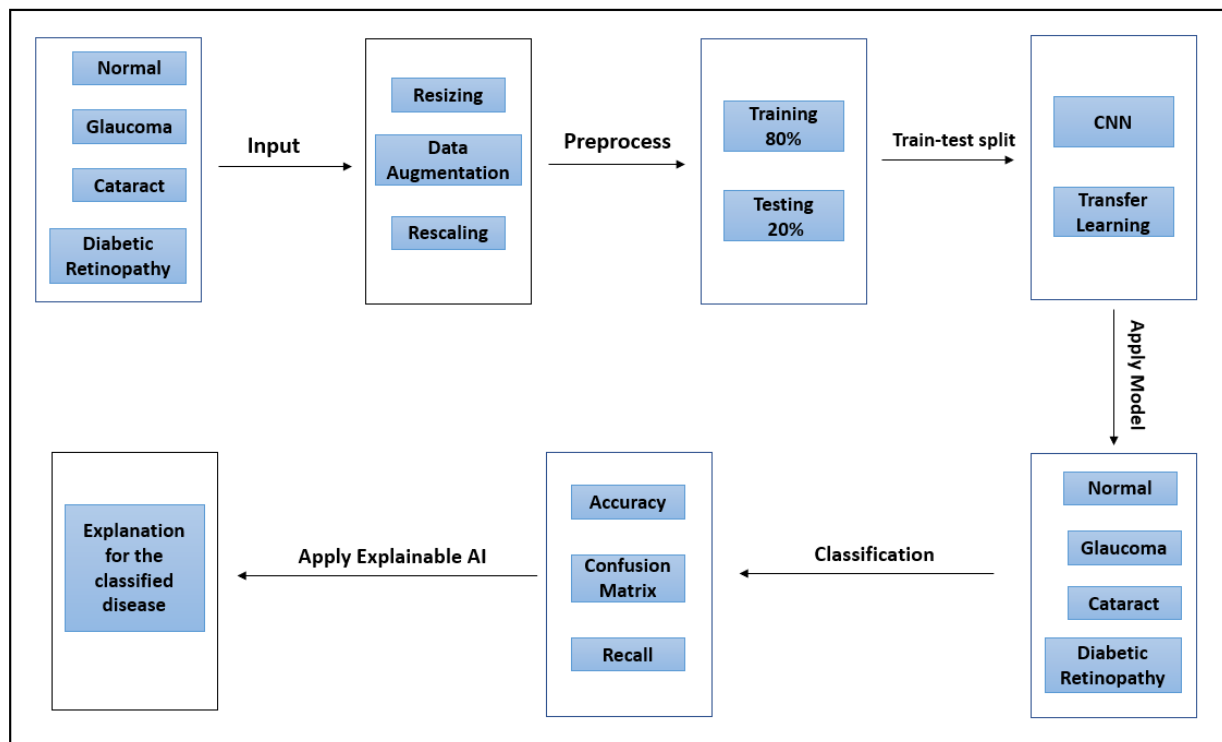 Normal
Glaucoma
Cataract
Diabetic
Retinopathy
Input
Resizing
Data
Augmentation
Rescaling
Preprocess
Training
80%
Testing
20%
Train-test split
CNN
Transfer
Learning
Apply Model
Normal
Glaucoma
Cataract
Diabetic
Retinopathy
Classification
Accuracy
Confusion
Matrix
Recall
Apply Explainable AI
Explanation
for the
classified
disease